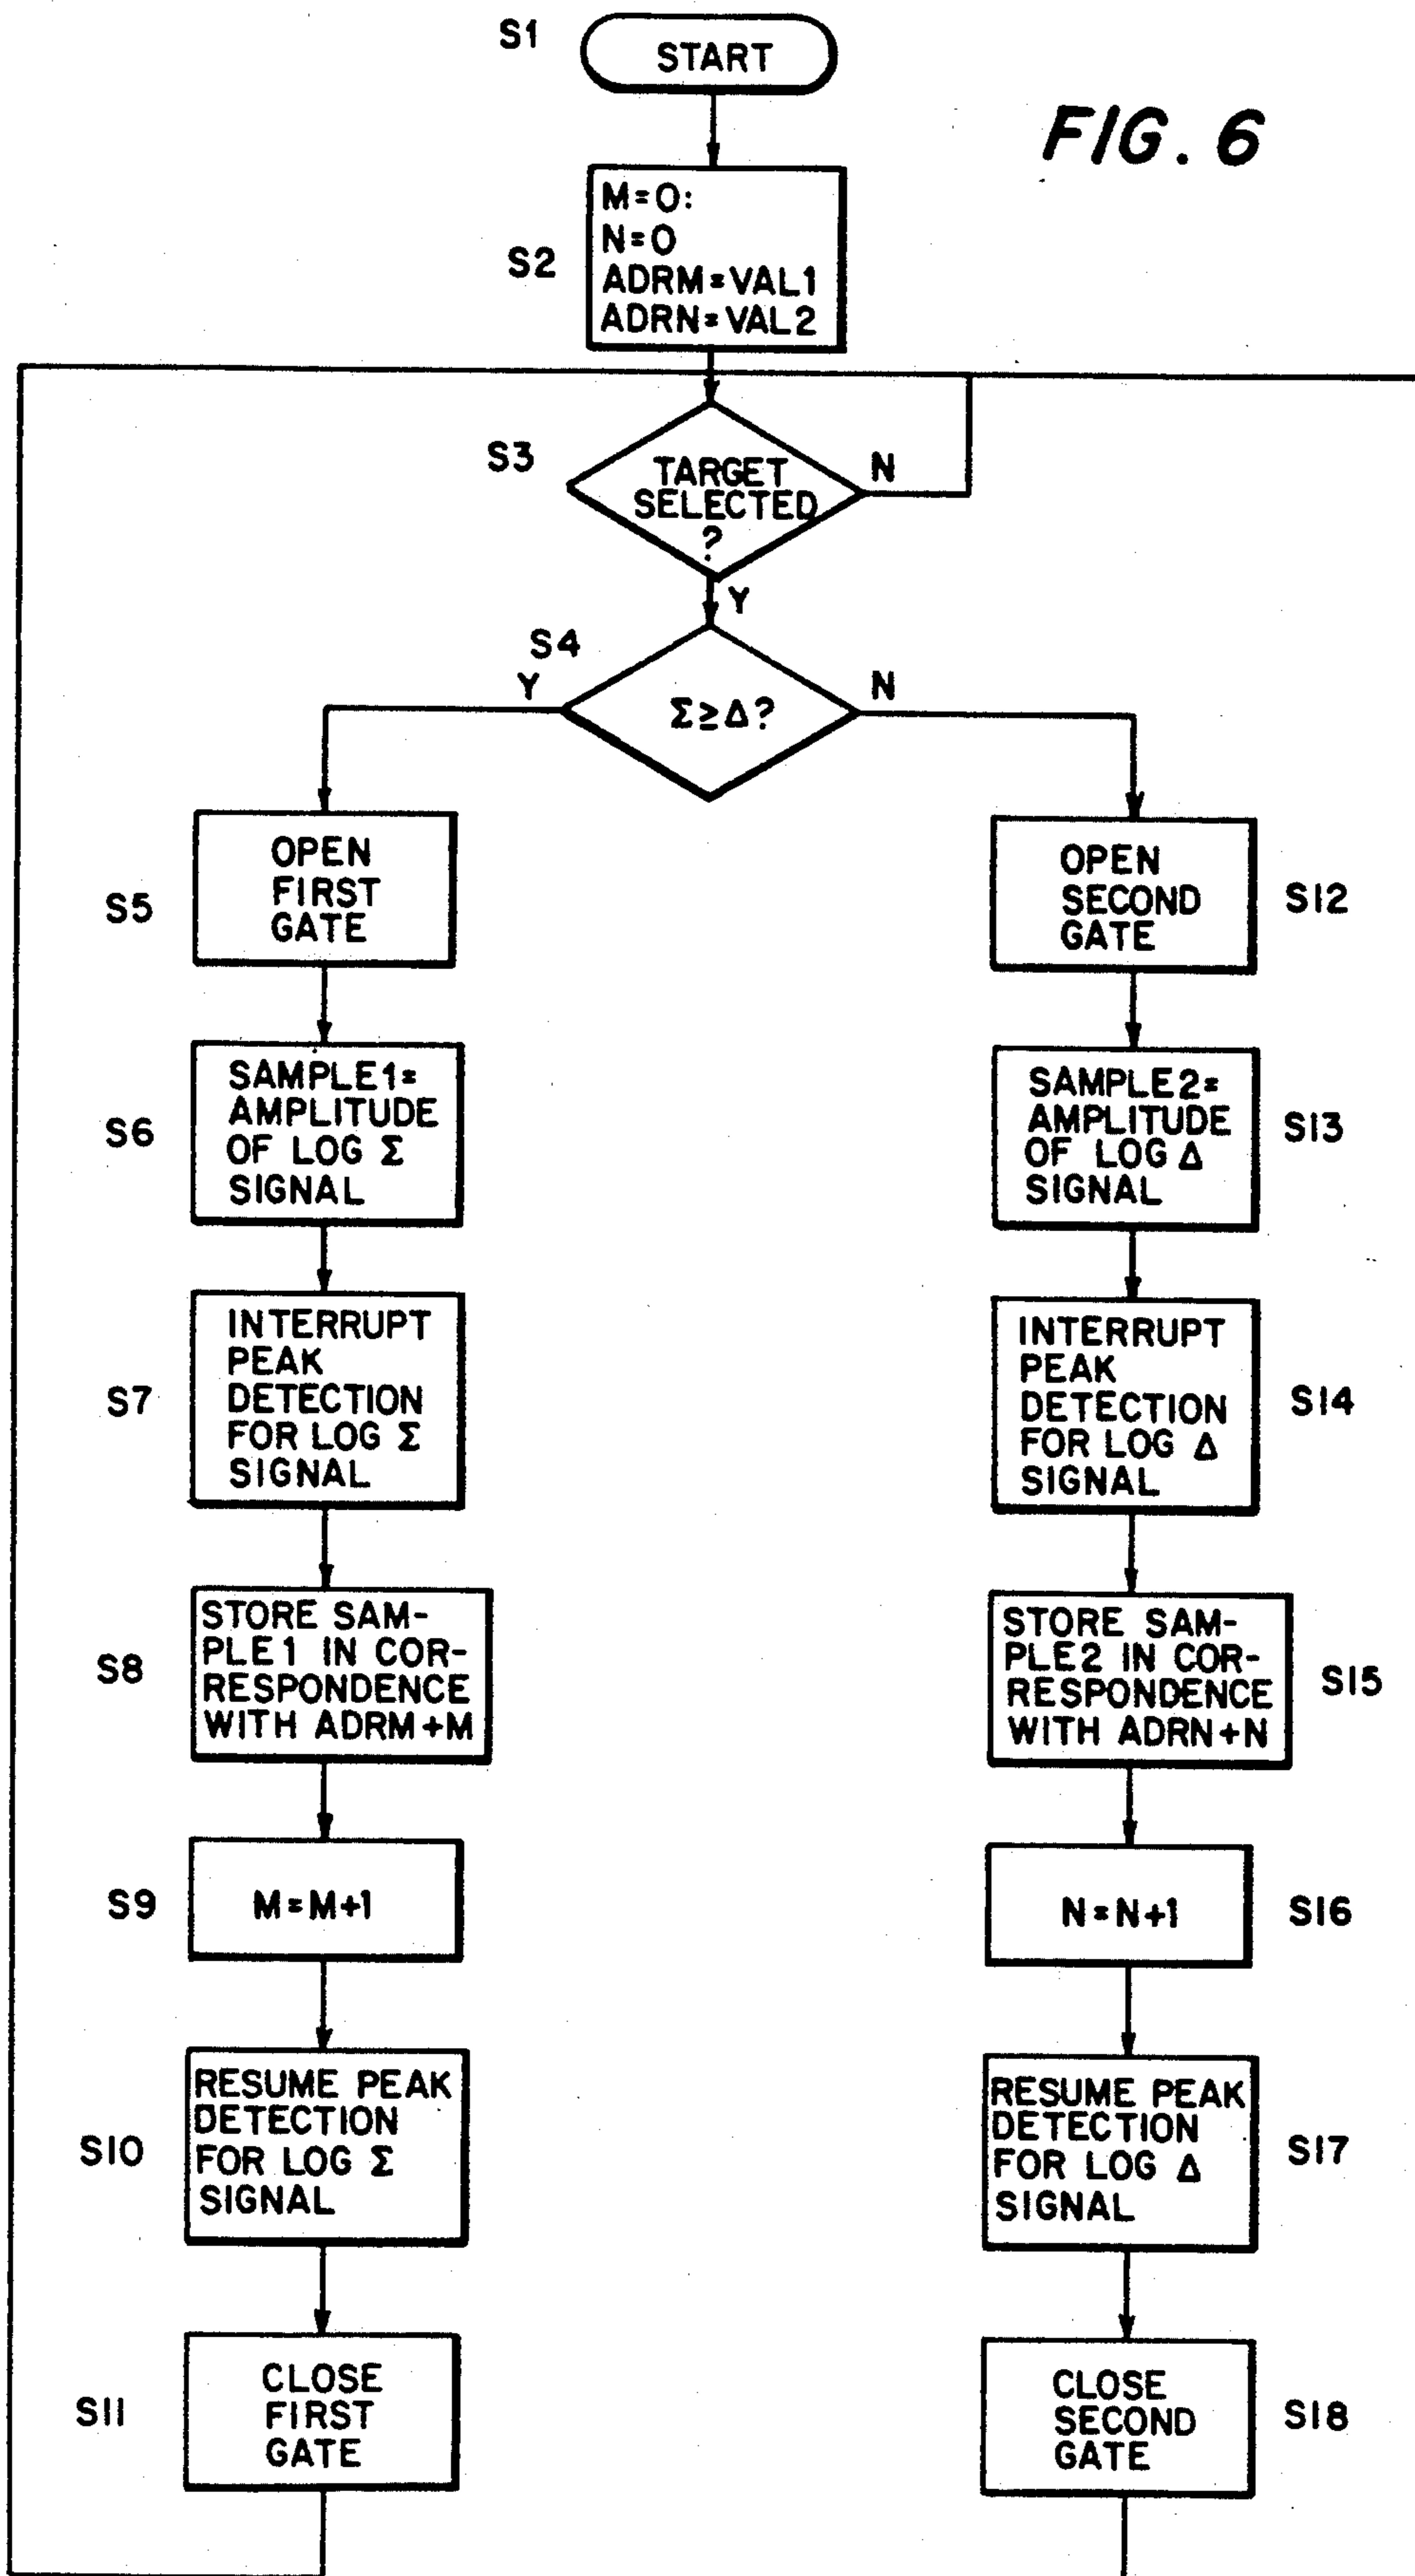 S1
START
FIG. 6
S2
M=0:
N=0
ADRM=VAL1
ADRN=VAL2
S3
TARGET
SELECTED
?
N
Y
S4
Y
Σ≥Δ?
N
S5
OPEN
FIRST
GATE
OPEN
SECOND
GATE
S12
S6
SAMPLE1=
AMPLITUDE
OF LOG Σ
SIGNAL
SAMPLE2=
AMPLITUDE
OF LOG Δ
SIGNAL
S13
S7
INTERRUPT
PEAK
DETECTION
FOR LOG Σ
SIGNAL
INTERRUPT
PEAK
DETECTION
FOR LOG Δ
SIGNAL
S14
S8
STORE SAM-
PLE1 IN COR-
RESPONDENCE
WITH ADRM+M
STORE SAM-
PLE2 IN COR-
RESPONDENCE
WITH ADRN+N
S15
S9
M=M+1
N=N+1
S16
S10
RESUME PEAK
DETECTION
FOR LOG Σ
SIGNAL
RESUME PEAK
DETECTION
FOR LOG Δ
SIGNAL
S17
S11
CLOSE
FIRST
GATE
CLOSE
SECOND
GATE
S18